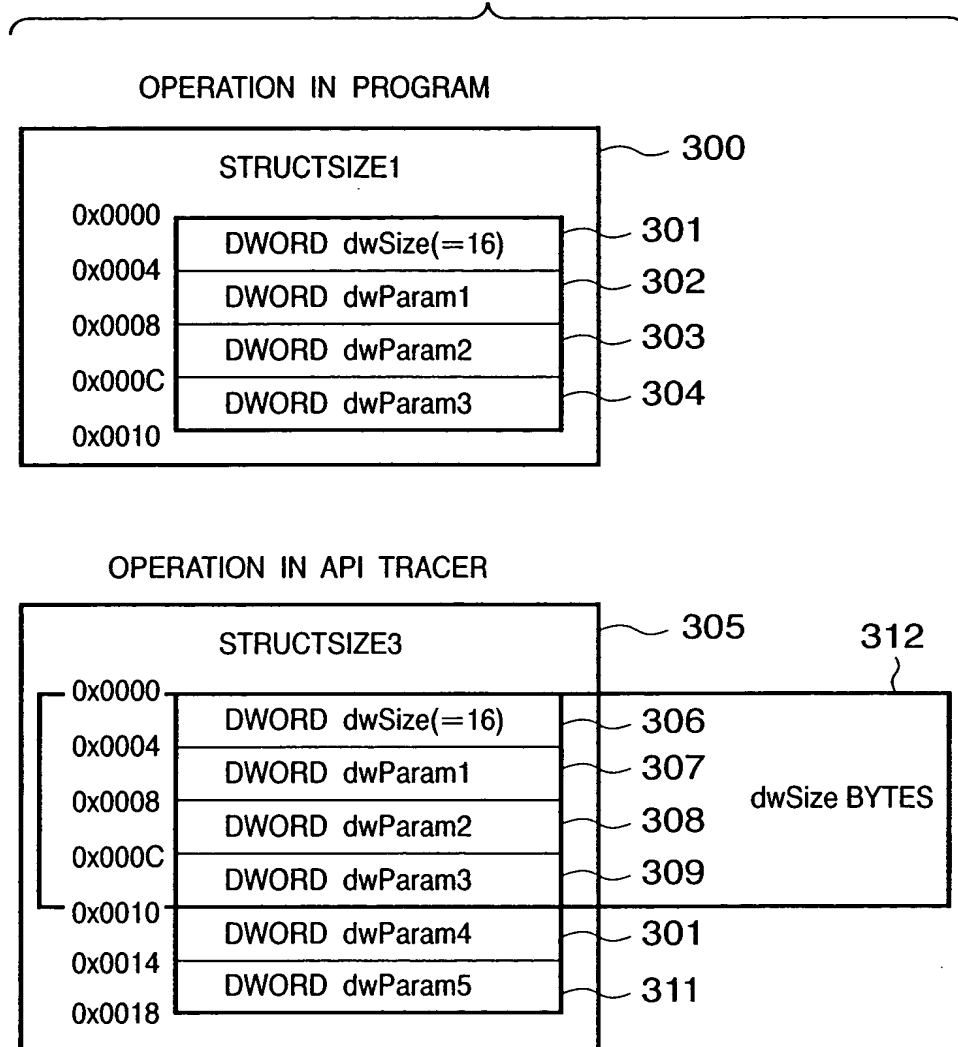 OPERATION IN PROGRAM
STRUCTSIZE1
300
0x0000
DWORD dwSize(=16)
301
0x0004
DWORD dwParam1
302
0x0008
DWORD dwParam2
303
0x000C
DWORD dwParam3
304
0x0010
OPERATION IN API TRACER
STRUCTSIZE3
305
312
0x0000
DWORD dwSize(=16)
306
0x0004
DWORD dwParam1
307
0x0008
DWORD dwParam2
308
dwSize BYTES
0x000C
DWORD dwParam3
309
0x0010
DWORD dwParam4
301
0x0014
DWORD dwParam5
311
0x0018